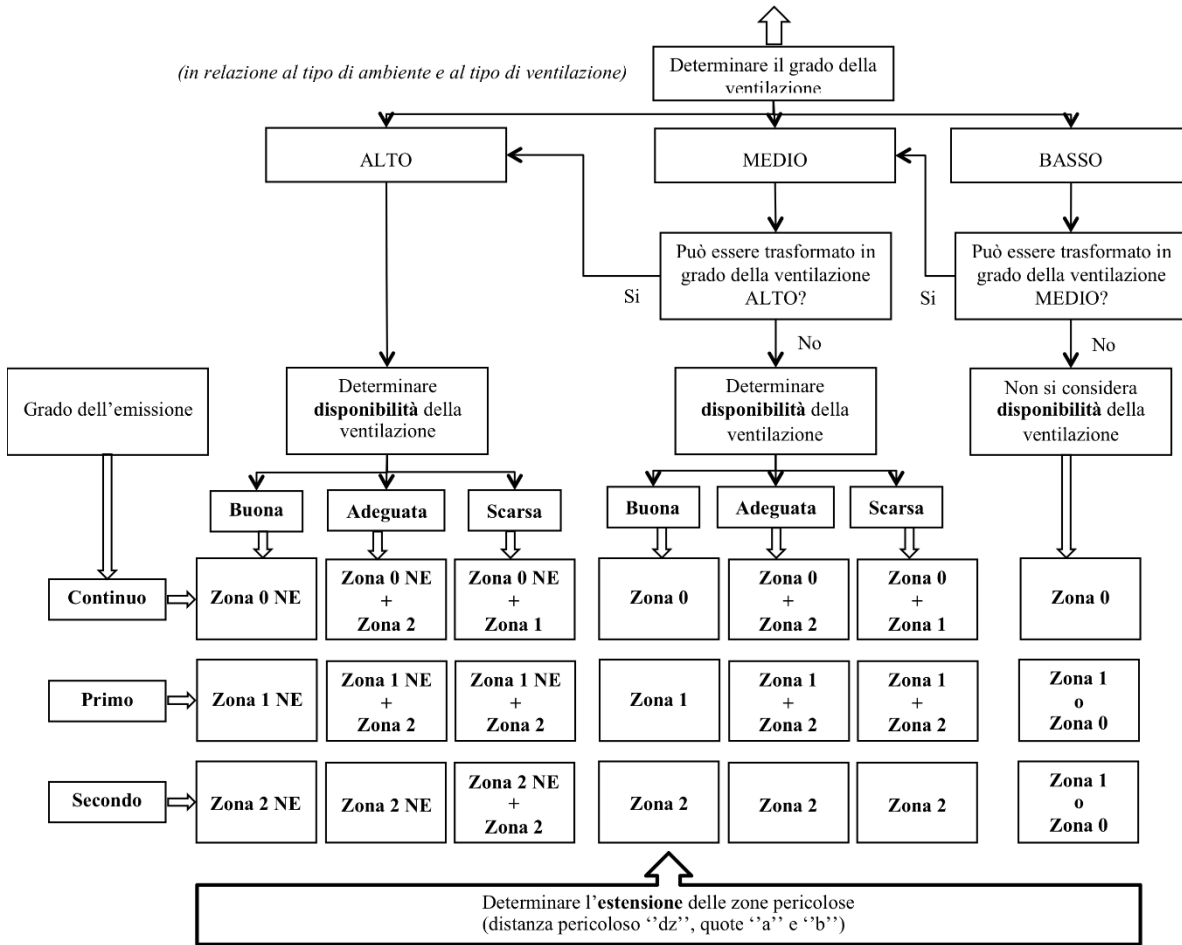 (in relazione al tipo di ambiente e al tipo di ventilazione)
Determinare il grado della
ventilazione
ALTO
MEDIO
BASSO
Può essere trasformato in
grado della ventilazione
ALTO?
Si
Può essere trasformato in
grado della ventilazione
MEDIO?
Si
No
No
Grado dell’emissione
Determinare
disponibilità della
ventilazione
Determinare
disponibilità della
ventilazione
Non si considera
disponibilità della
ventilazione
Buona
Adeguata
Scarsa
Buona
Adeguata
Scarsa
Continuo
Zona 0 NE
Zona 0 NE
+
Zona 2
Zona 0 NE
+
Zona 1
Zona 0
Zona 0
+
Zona 2
Zona 0
+
Zona 1
Zona 0
Primo
Zona 1 NE
Zona 1 NE
+
Zona 2
Zona 1 NE
+
Zona 2
Zona 1
Zona 1
+
Zona 2
Zona 1
+
Zona 2
Zona 1
o
Zona 0
Secondo
Zona 2 NE
Zona 2 NE
Zona 2 NE
+
Zona 2
Zona 2
Zona 2
Zona 2
Zona 1
o
Zona 0
Determinare l’estensione delle zone pericolose
(distanza pericoloso ‘’dz’’, quote ‘’a’’ e ‘’b’’)